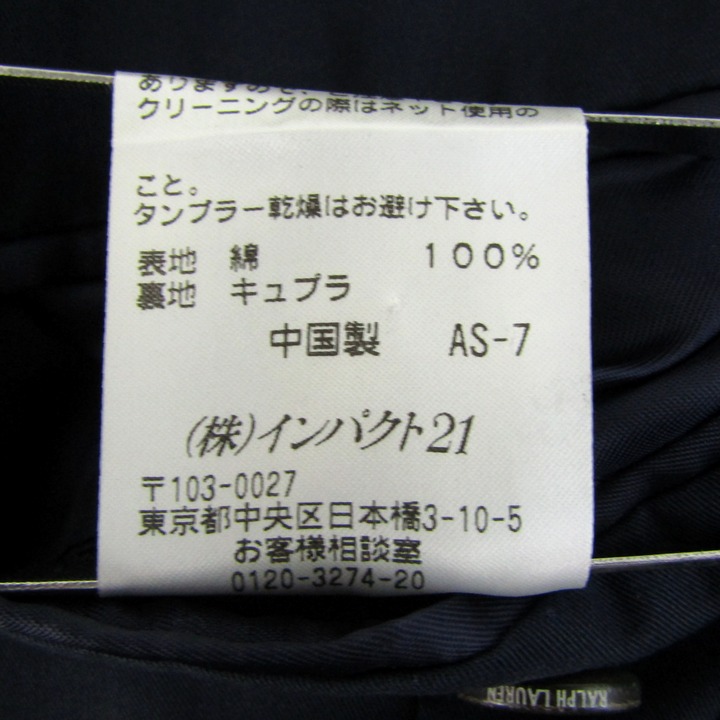 ありますので、
クリーニングの際はネット使用の
こと。
タンブラー乾燥はお避け下さい。
表地 綿 100%
裏地 キュプラ
中国製 AS-7
(株)インパクト21
〒103-0027
東京都中央区日本橋3-10-5
お客様相談室
0120-3274-20
RALPH LAUREN